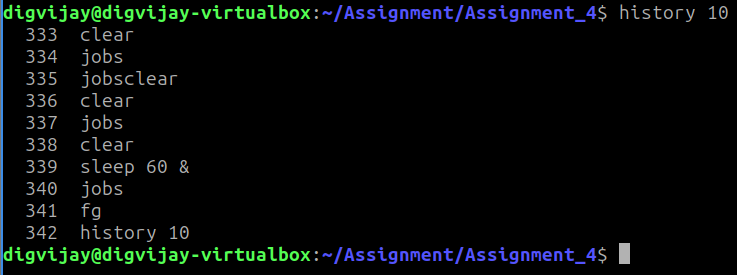 digvijay@digvijay-virtualbox:~/Assignment/Assignment_4$ history 10
333 clear
334 jobs
335 jobsclear
336 clear
337 jobs
338 clear
339 sleep 60 &
340 jobs
341 fg
342 history 10
digvijay@digvijay-virtualbox:~/Assignment/Assignment_4$